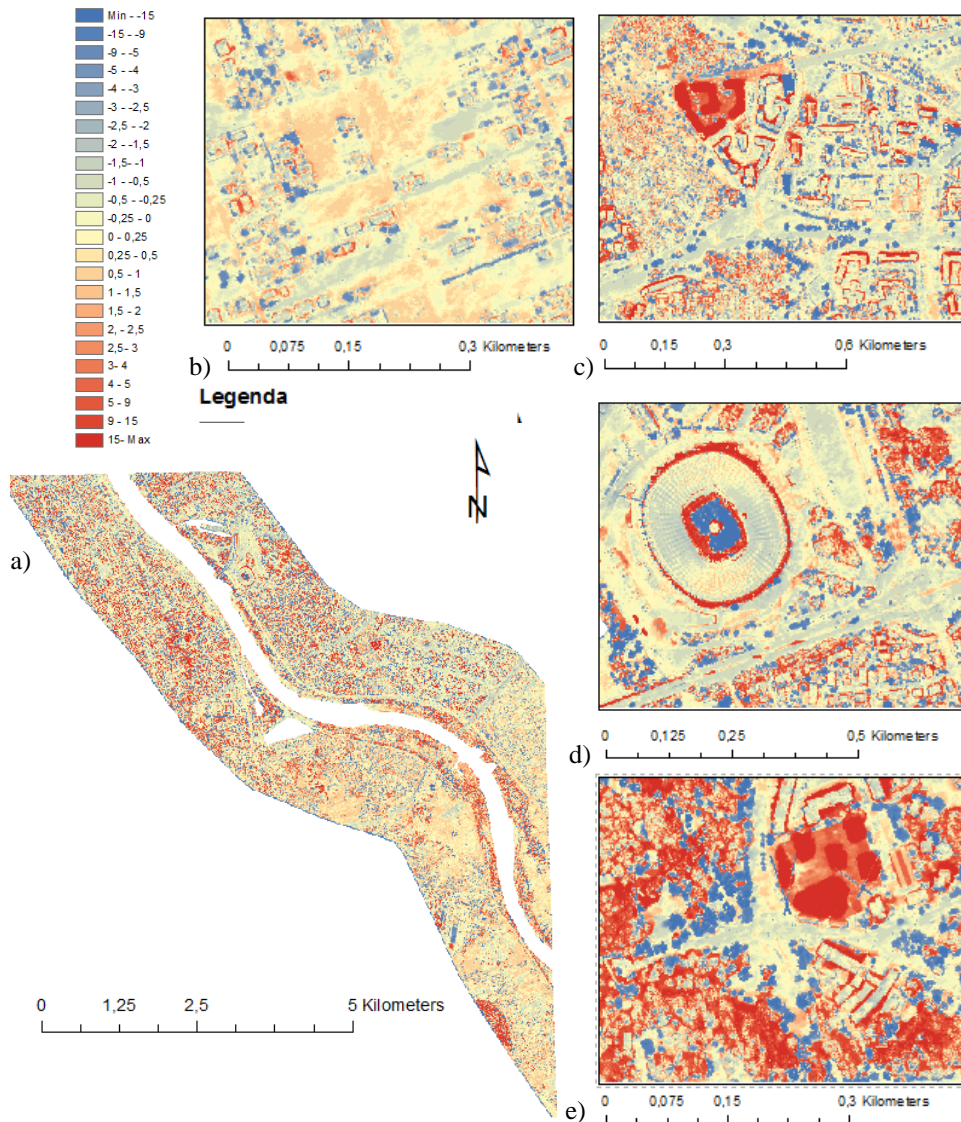 Min - -15
-15 - -9
-9 - -5
-5 - -4
-4 - -3
-3 - -2,5
-2,5 - -2
-2 - -1,5
-1,5- -1
-1 - -0,5
-0,5 - -0,25
-0,25 - 0
0 - 0,25
0,25 - 0,5
0,5 - 1
1 - 1,5
1,5 - 2
2, - 2,5
2,5- 3
3- 4
4 - 5
5 - 9
9 - 15
15- Max
b)
0 0,075 0,15 0,3 Kilometers
c)
0 0,15 0,3 0,6 Kilometers
Legenda
N
a)
0 1,25 2,5 5 Kilometers
d)
0 0,125 0,25 0,5 Kilometers
e)
0 0,075 0,15 0,3 Kilometers